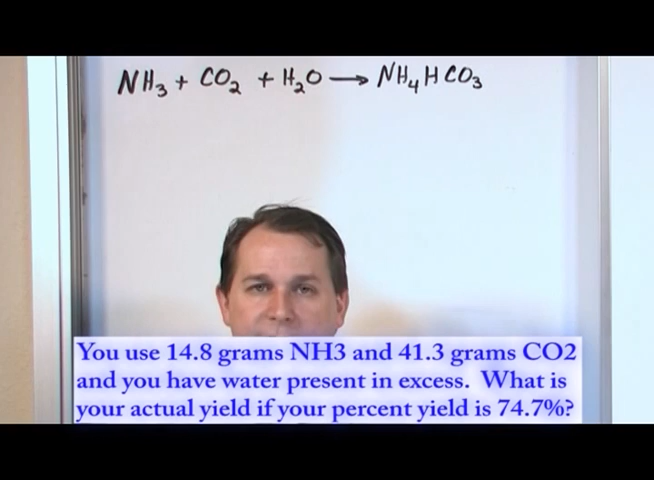 NH₃ + CO₂ + H₂O → NH₄HCO₃
You use 14.8 grams NH3 and 41.3 grams CO2
and you have water present in excess.  What is
your actual yield if your percent yield is 74.7%?